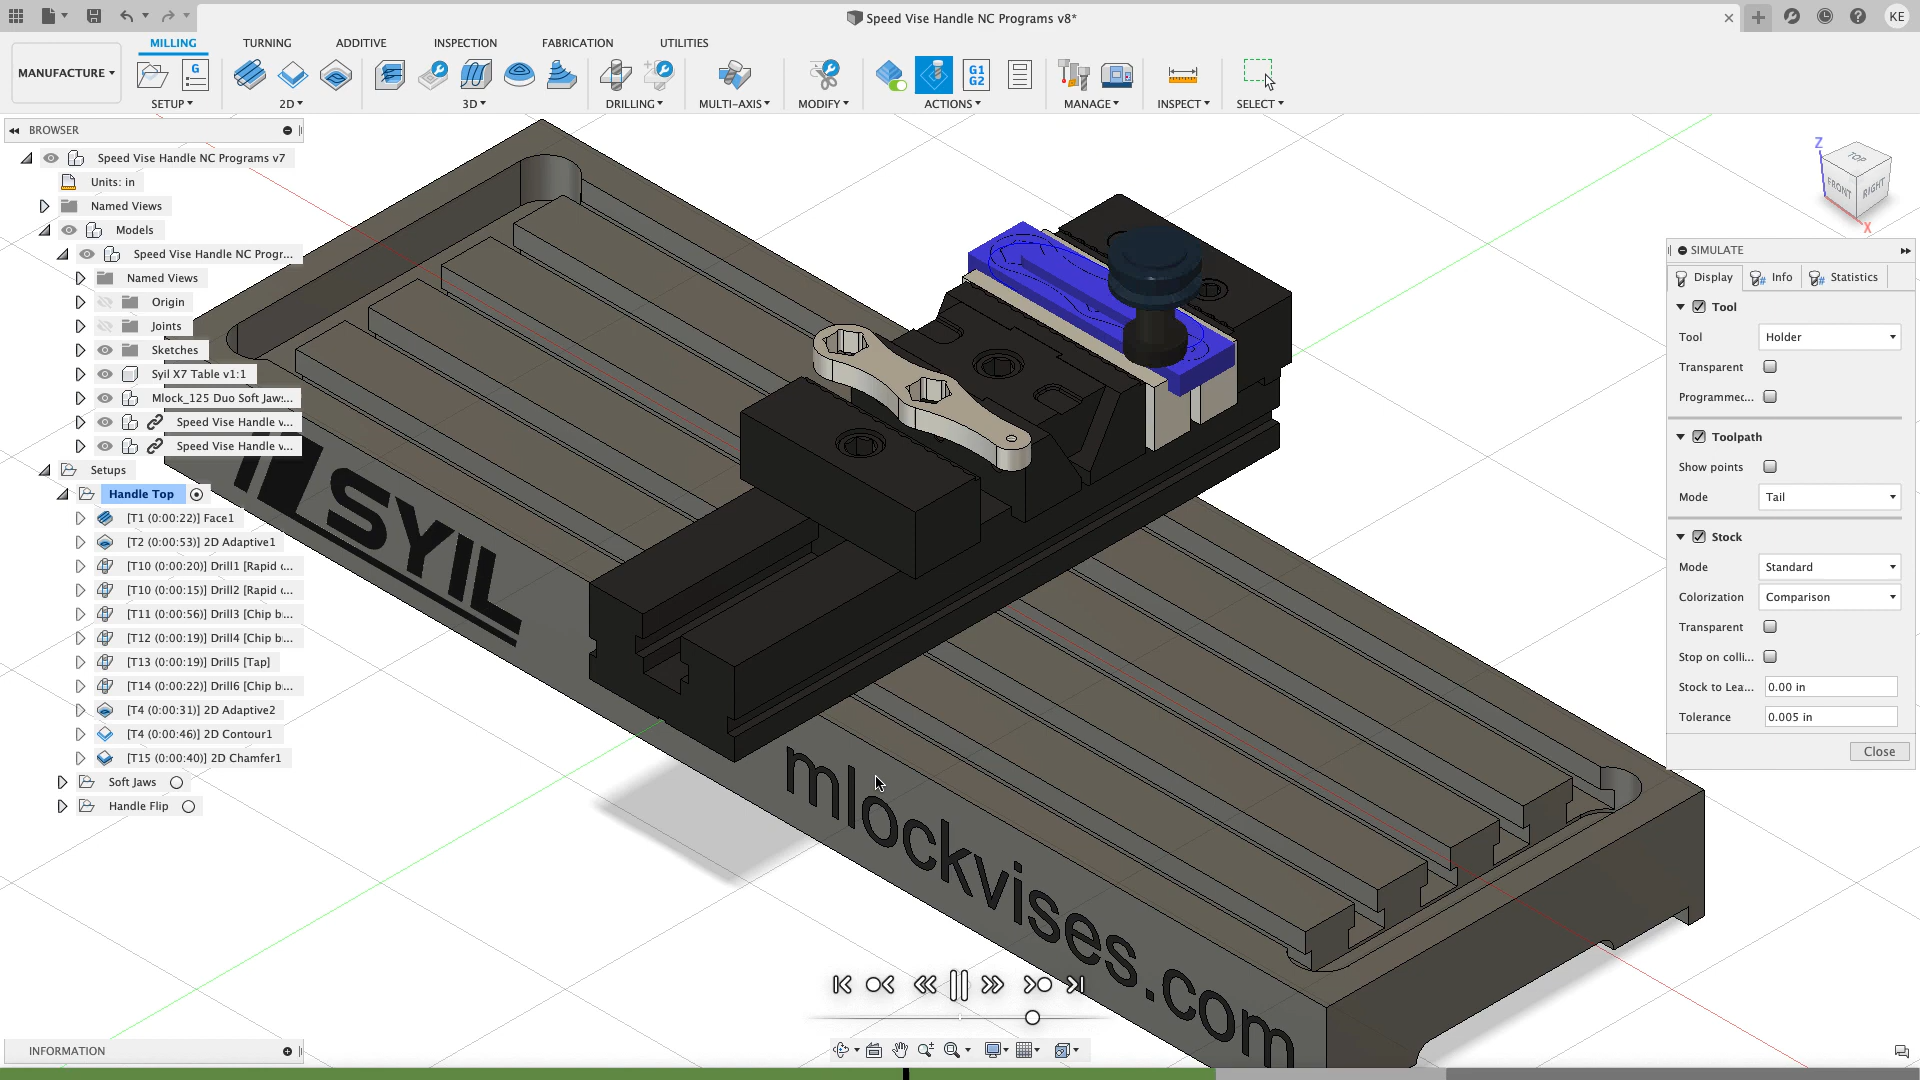 Speed Vise Handle NC Programs v8*
KE
MILLING
TURNING
ADDITIVE
INSPECTION
FABRICATION
UTILITIES
MANUFACTURE
G
G1
G2
SETUP
2D
3D
DRILLING
MULTI-AXIS
MODIFY
ACTIONS
MANAGE
INSPECT
SELECT
BROWSER
Speed Vise Handle NC Programs v7
Units: in
Named Views
Models
Speed Vise Handle NC Progr...
Named Views
Origin
Joints
Sketches
Syil X7 Table v1:1
Mlock_125 Duo Soft Jaw:...
Speed Vise Handle v...
Speed Vise Handle v...
Setups
Handle Top
[T1 (0:00:22)] Face1
[T2 (0:00:53)] 2D Adaptive1
[T10 (0:00:20)] Drill1 [Rapid ‹...
[T10 (0:00:15)] Drill2 [Rapid ‹...
[T11 (0:00:56)] Drill3 [Chip b...
[T12 (0:00:19)] Drill4 [Chip b...
[T13 (0:00:19)] Drill5 [Tap]
[T14 (0:00:22)] Drill6 [Chip b...
[T4 (0:00:31)] 2D Adaptive2
[T4 (0:00:46)] 2D Contour1
[T15 (0:00:40)] 2D Chamfer1
Soft Jaws
Handle Flip
SYIL
mlockvises.com
Z
TOP
FRONT
RIGHT
X
SIMULATE
Display
Info
Statistics
Tool
Tool
Holder
Transparent
Programmec...
Toolpath
Show points
Mode
Tail
Stock
Mode
Standard
Colorization
Comparison
Transparent
Stop on colli...
Stock to Lea...
0.00 in
Tolerance
0.005 in
Close
INFORMATION